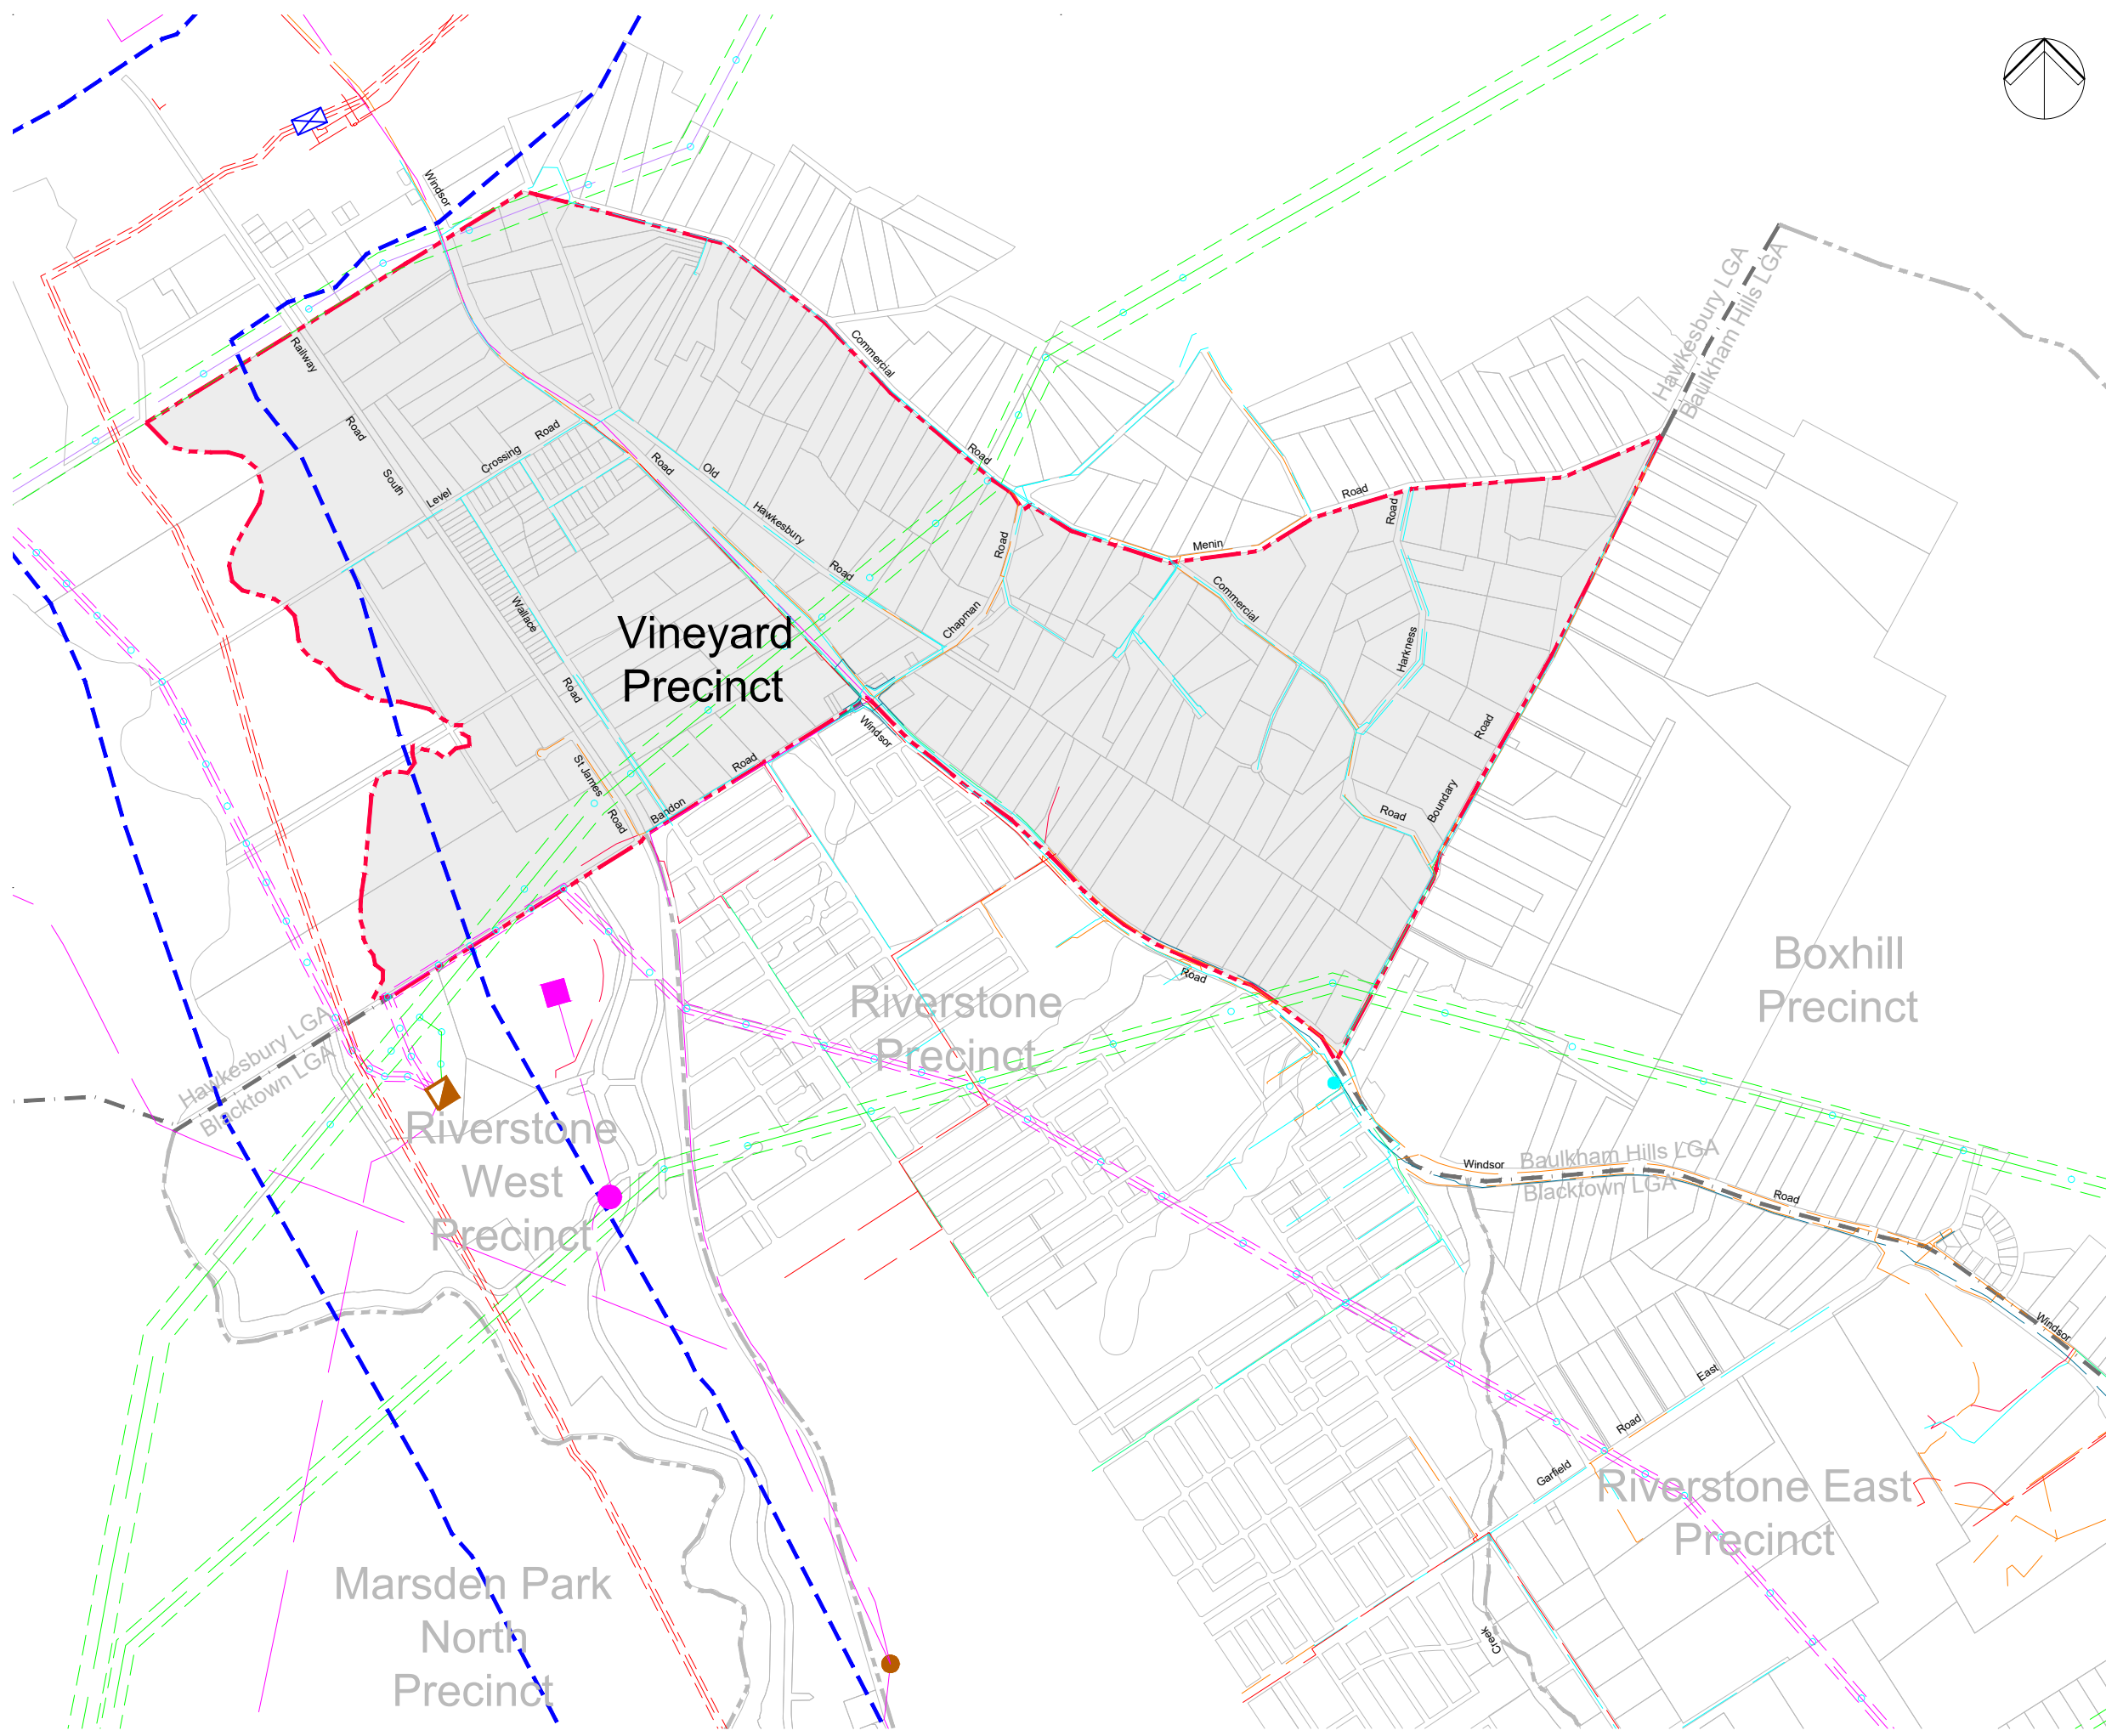 Windsor
Hawkesbury LGA
Baulkham Hills LGA
Railway
Road
South
Commercial
Road
Level
Crossing
Road
Road
Old
Hawkesbury
Road
Wallace
Road
Vineyard
Precinct
Chapman
Road
Menin
Road
Road
Commercial
Harkness
Road
Boundary
Road
Windsor
St James
Road
Bandon
Road
Road
Boxhill
Precinct
Riverstone
Precinct
Hawkesbury LGA
Blacktown LGA
Riverstone
West
Precinct
Windsor
Baulkham Hills LGA
Blacktown LGA
Road
Windsor
East
Road
Garfield
Riverstone East
Precinct
Marsden Park
North
Precinct
Creek